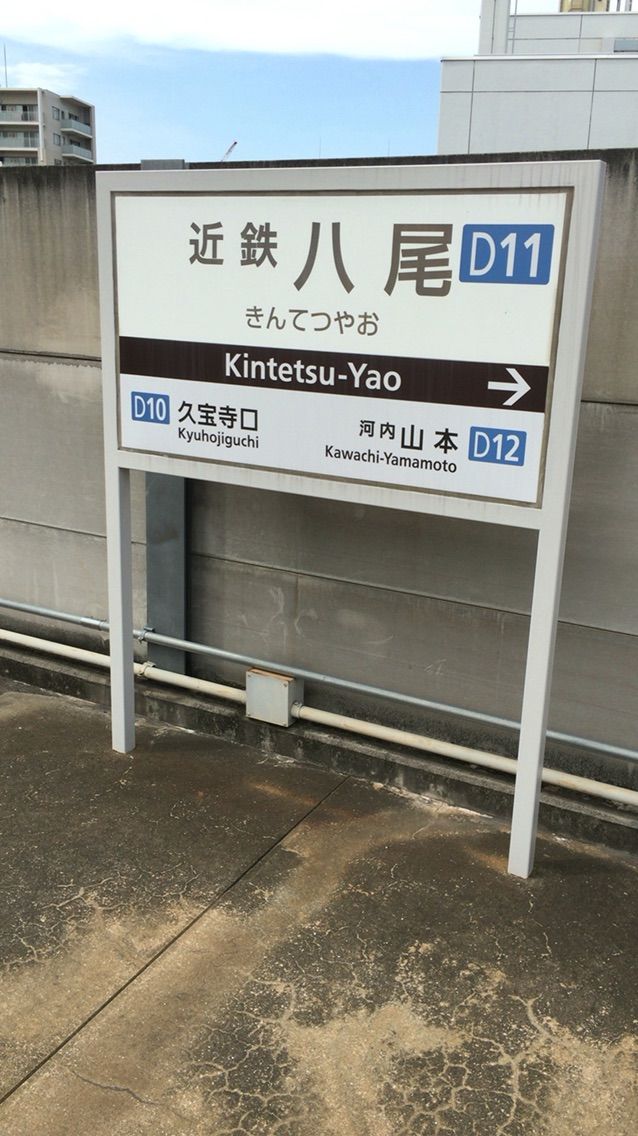 近鉄八尾 D11
きんてつやお
Kintetsu-Yao →
D10 久宝寺口
Kyuhojiguchi
河内山本 D12
Kawachi-Yamamoto